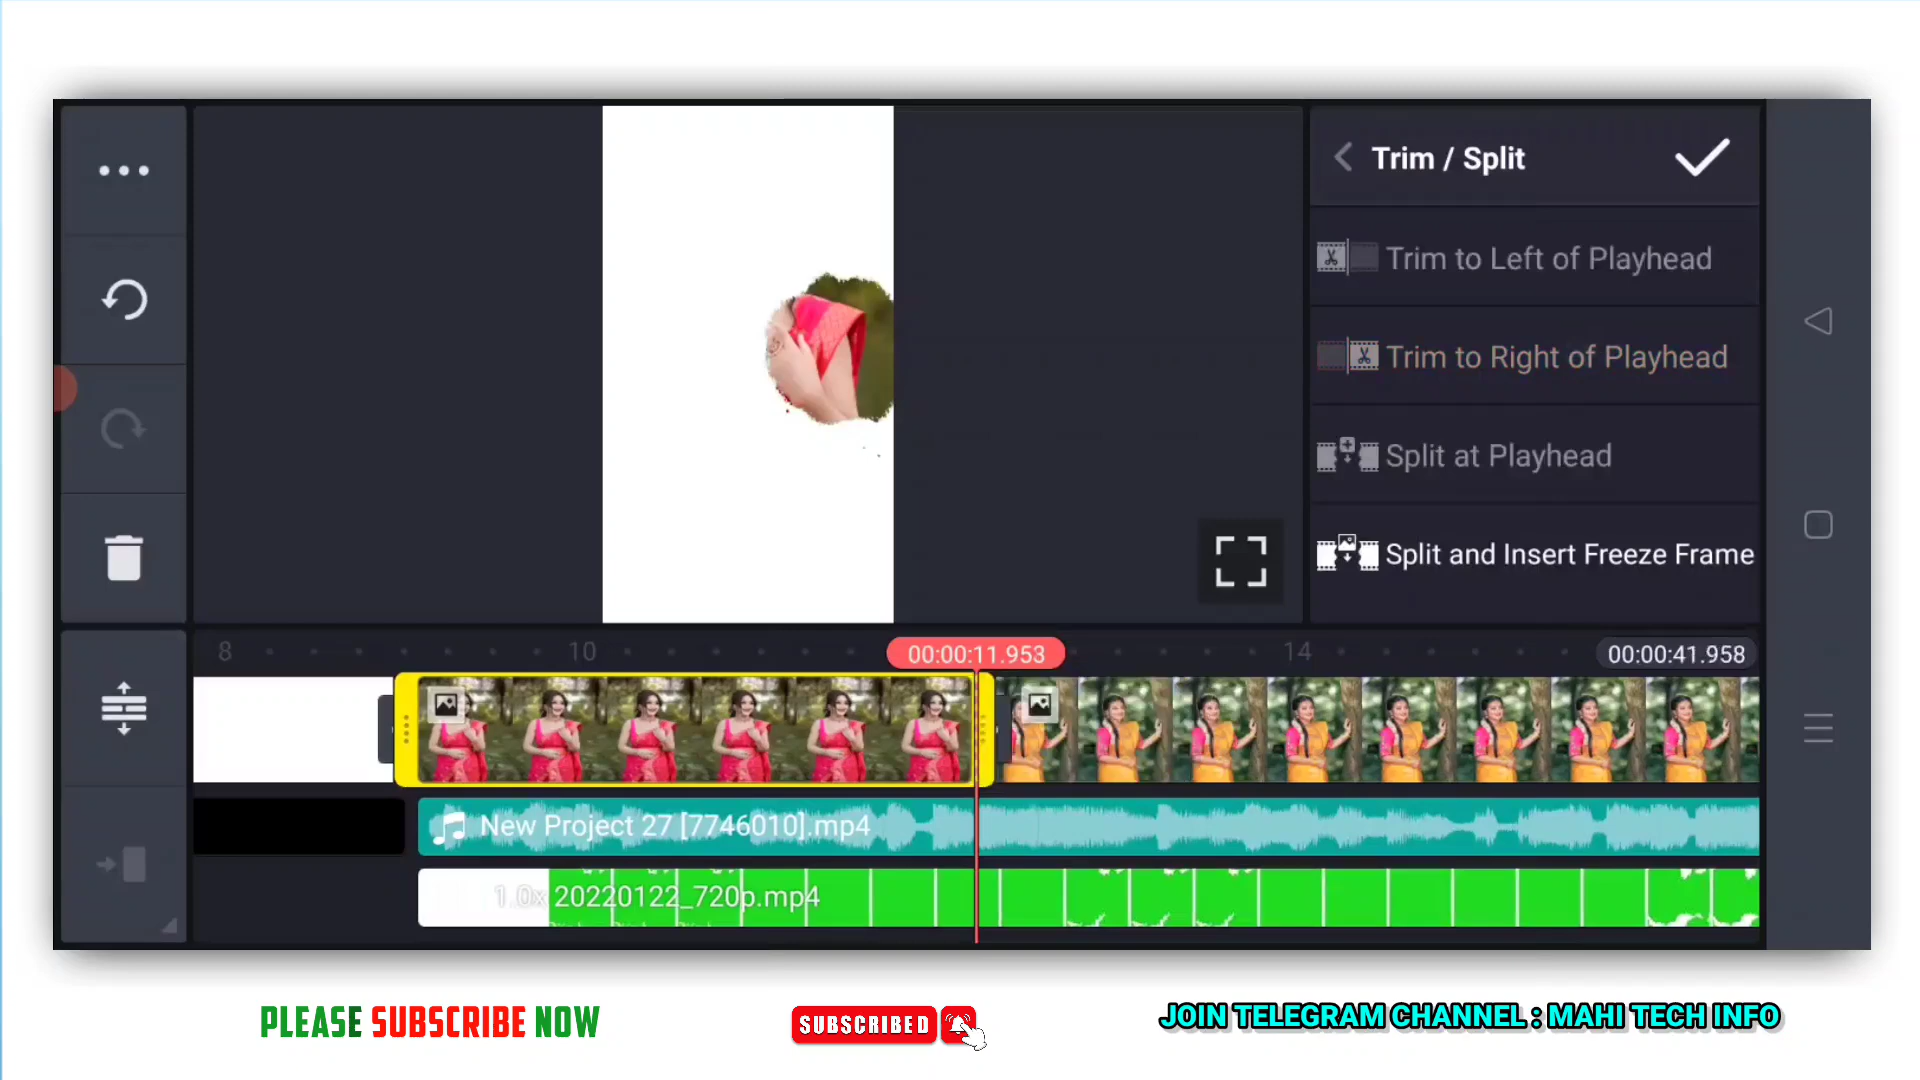 Trim / Split
Trim to Left of Playhead
Trim to Right of Playhead
Split at Playhead
Split and Insert Freeze Frame
8
10
00:00:11.953
14
00:00:41.958
New Project 27 [7746010].mp4
1.0x 20220122_720p.mp4
PLEASE SUBSCRIBE NOW
SUBSCRIBED
JOIN TELEGRAM CHANNEL : MAHI TECH INFO